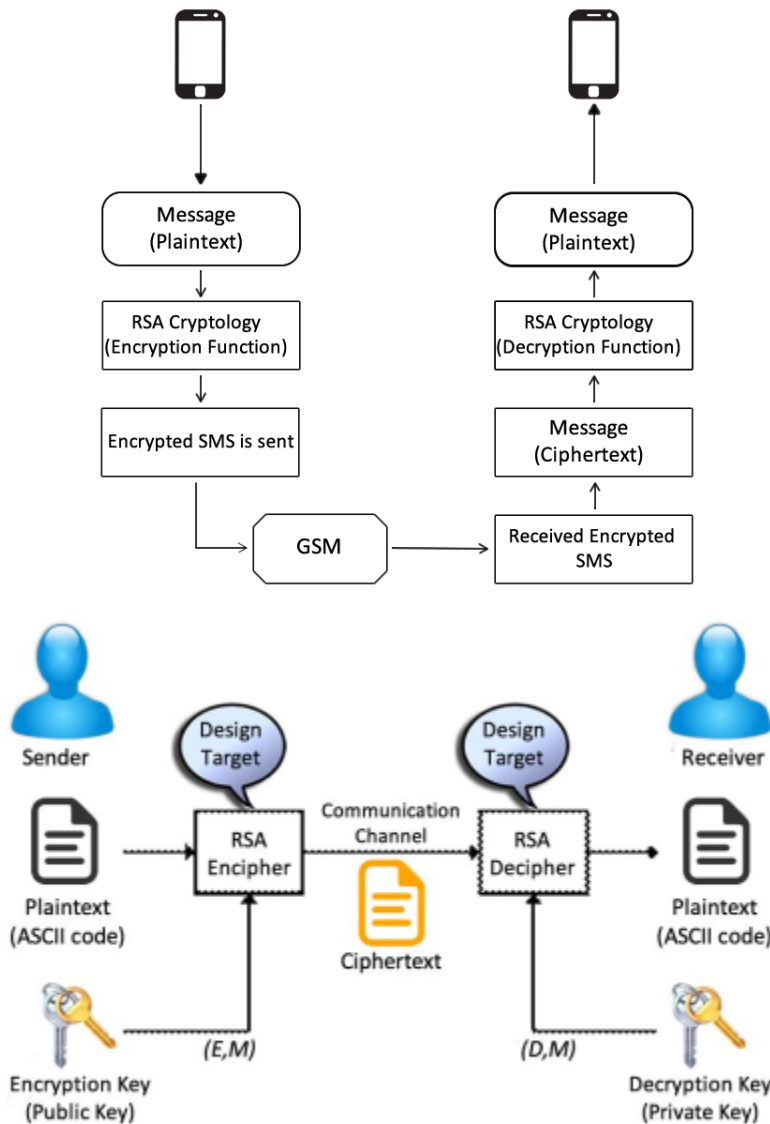 Message
(Plaintext)
RSA Cryptology
(Encryption Function)
Encrypted SMS is sent
GSM
Message
(Plaintext)
RSA Cryptology
(Decryption Function)
Message
(Ciphertext)
Received Encrypted
SMS
Sender
Design
Target
Design
Target
Receiver
Plaintext
(ASCII code)
RSA
Encipher
Communication
Channel
Ciphertext
RSA
Decipher
Plaintext
(ASCII code)
Encryption Key
(Public Key)
(E,M)
(D,M)
Decryption Key
(Private Key)